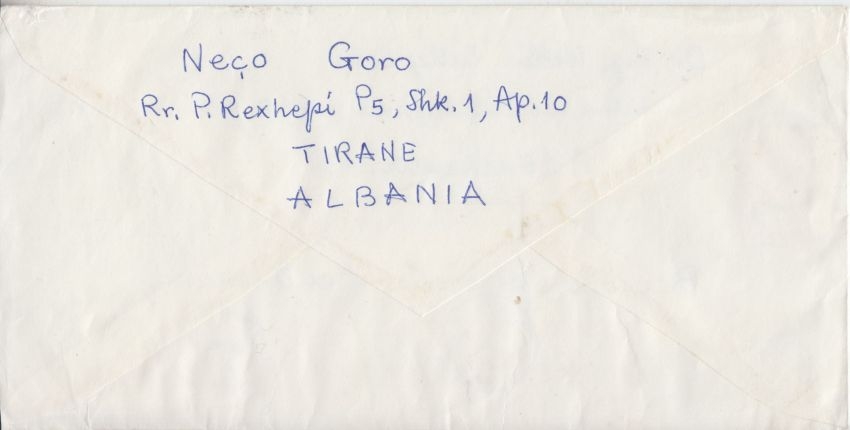 Neço Goro
Rr. P. Rexhepi P5, Shk. 1, Ap. 10
TIRANE
ALBANIA